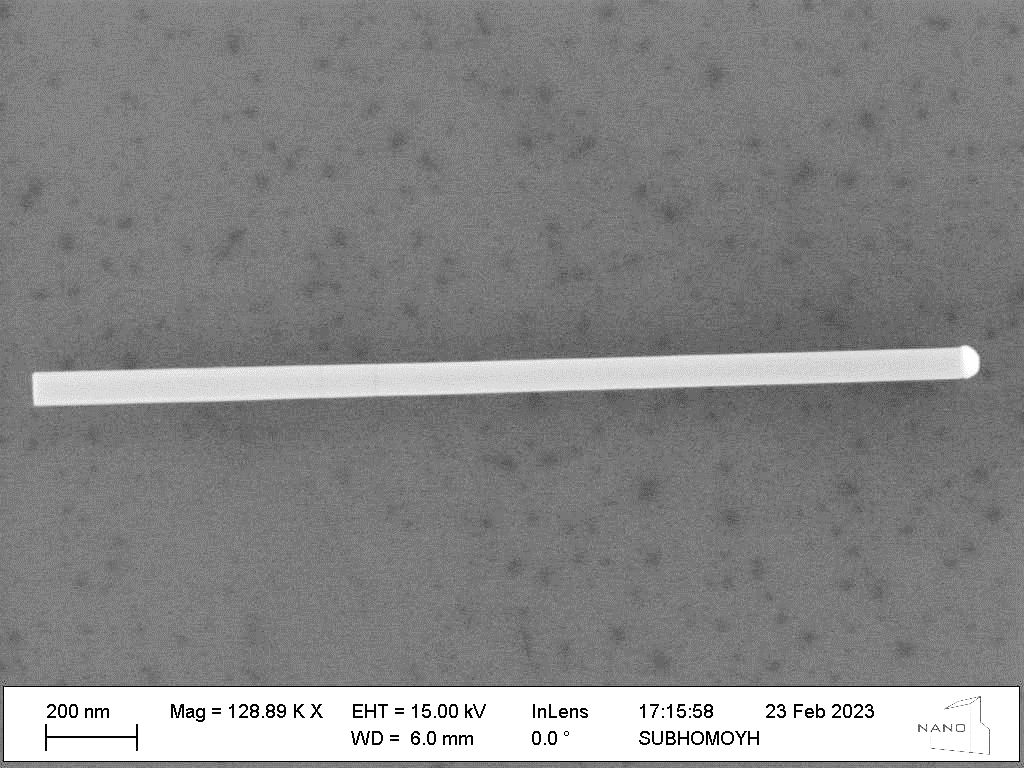 200 nm Mag = 128.89 K X EHT = 15.00 kV InLens 17:15:58 23 Feb 2023
WD = 6.0 mm 0.0 ° SUBHOMOYH
NANO